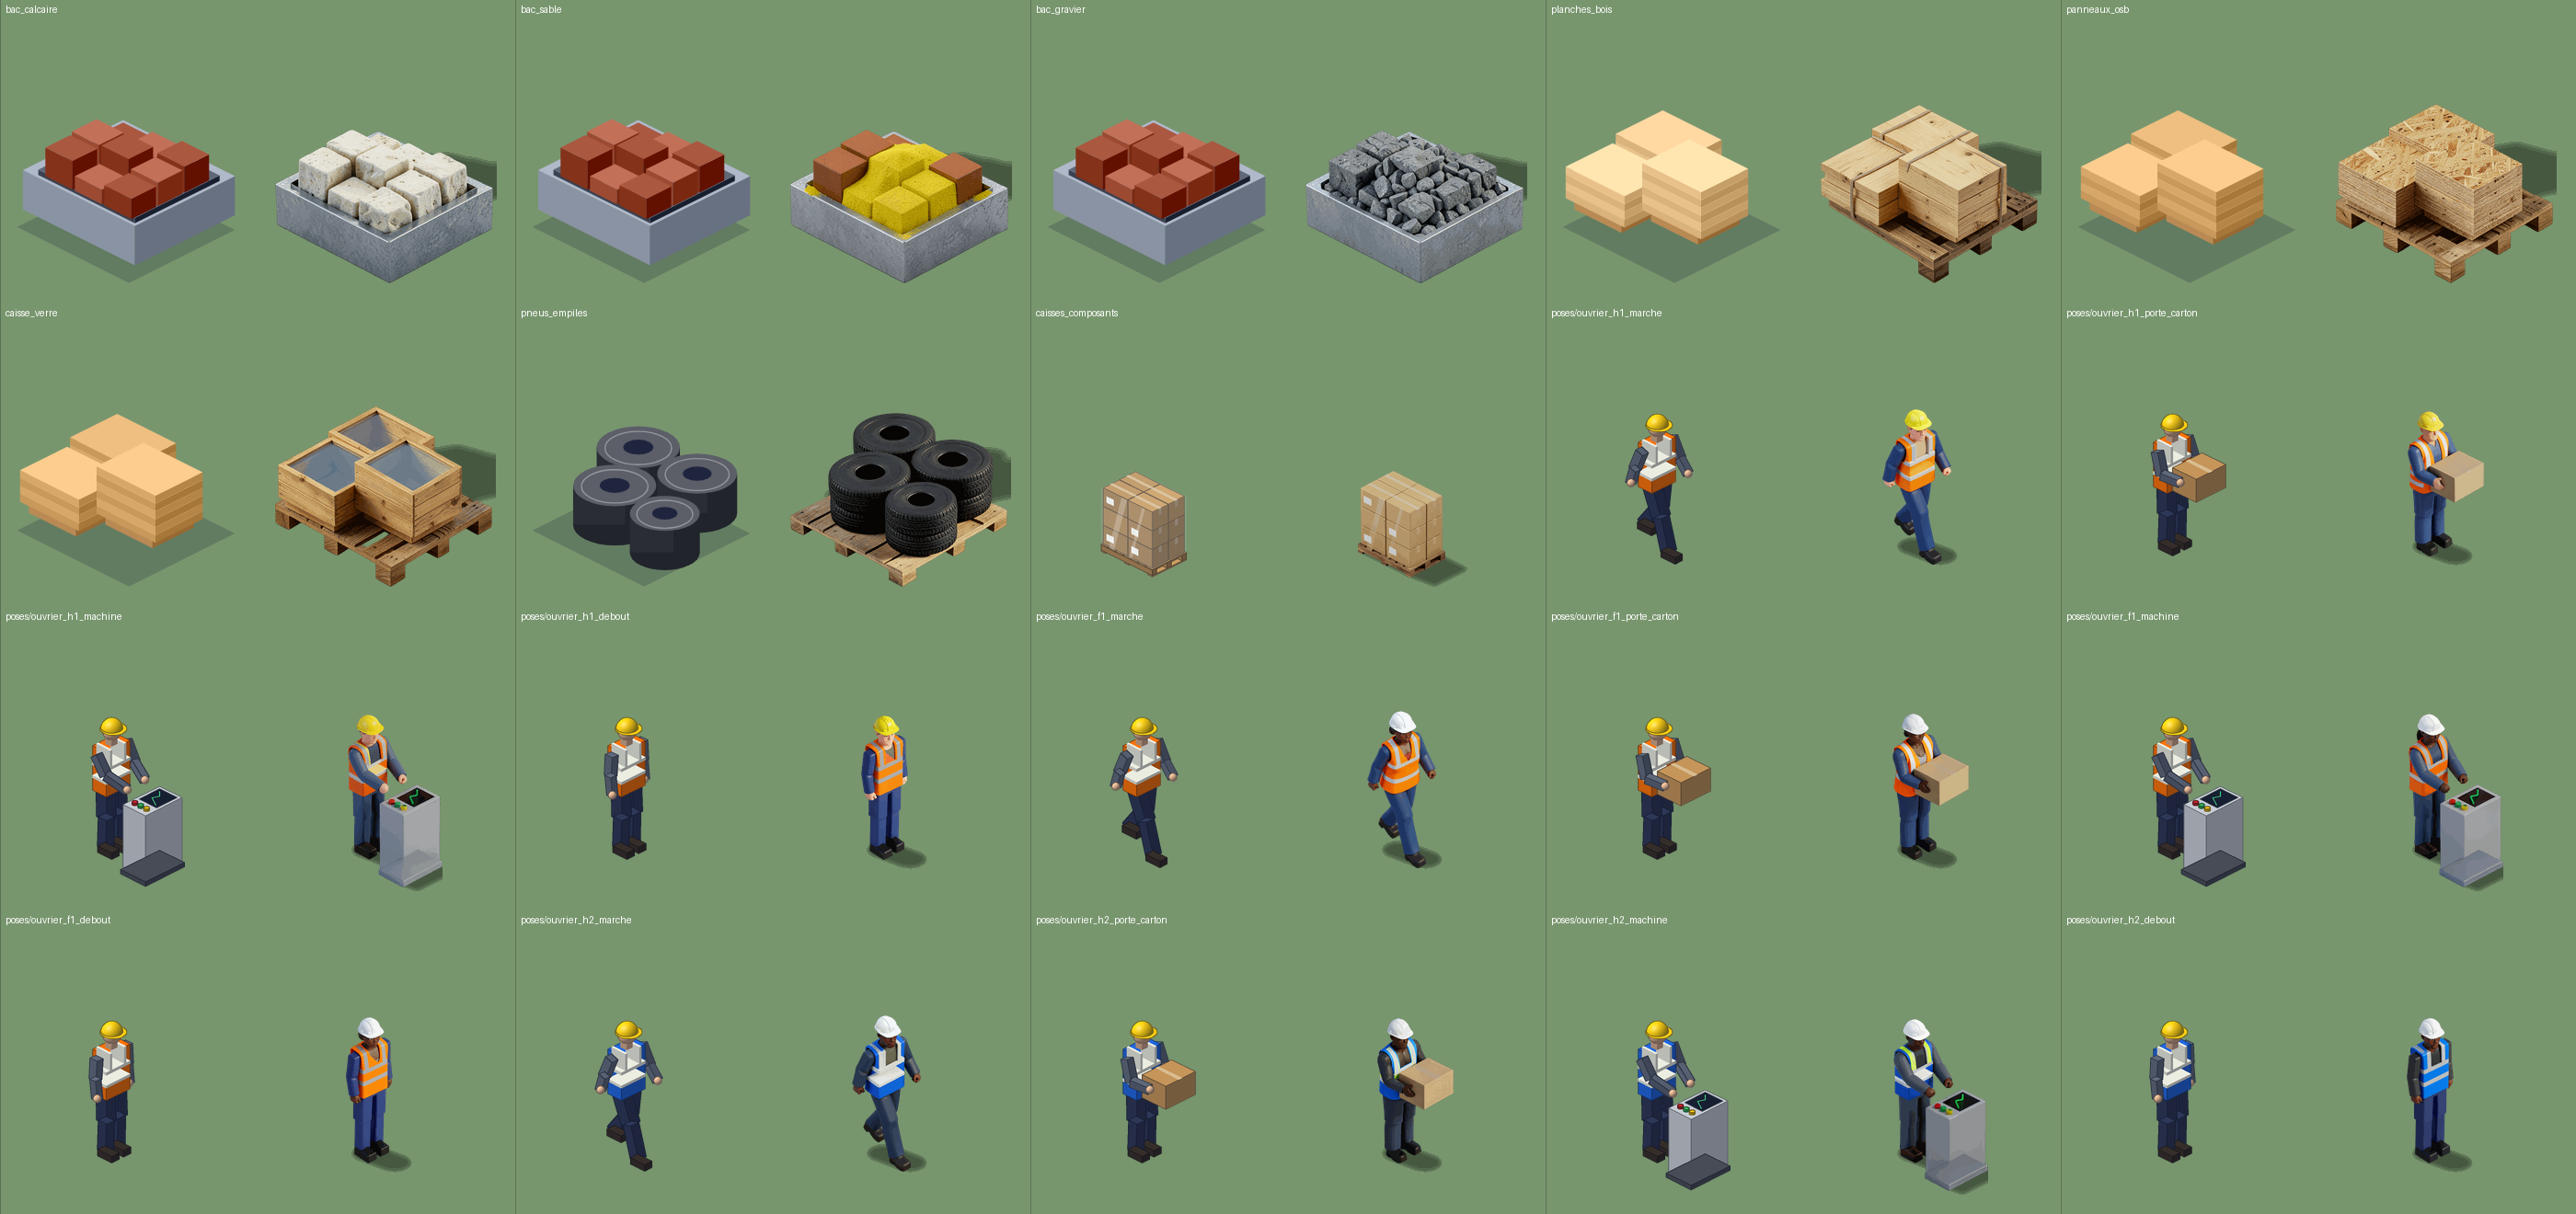 bac_calcaire
bac_sable
bac_gravier
planches_bois
panneaux_osb
caisse_verre
pneus_empiles
caisses_composants
poses/ouvrier_h1_marche
poses/ouvrier_h1_porte_carton
poses/ouvrier_h1_machine
poses/ouvrier_h1_debout
poses/ouvrier_f1_marche
poses/ouvrier_f1_porte_carton
poses/ouvrier_f1_machine
poses/ouvrier_f1_debout
poses/ouvrier_h2_marche
poses/ouvrier_h2_porte_carton
poses/ouvrier_h2_machine
poses/ouvrier_h2_debout